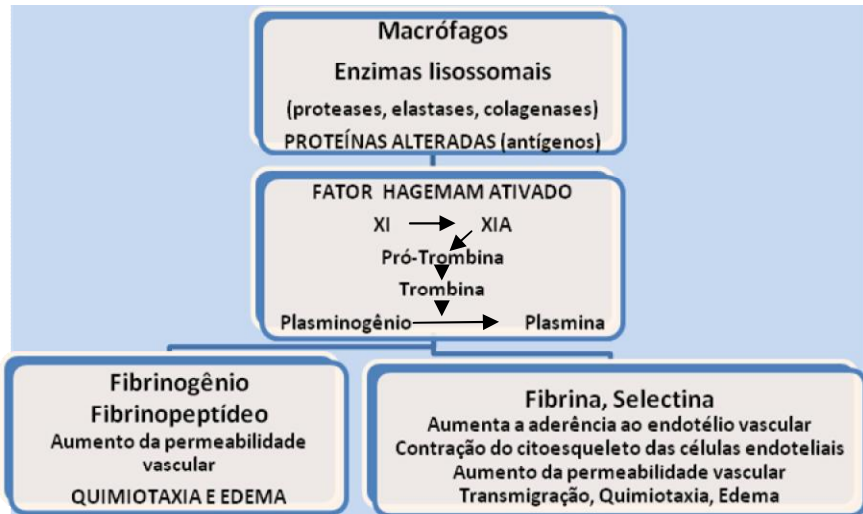 Macrófagos
Enzimas lisossomais
(proteases, elastases, colagenases)
PROTEÍNAS ALTERADAS (antígenos)
FATOR HAGEMAM ATIVADO
XI XIA
Pró-Trombina
Trombina
Plasminogênio Plasmina
Fibrinogênio
Fibrinopeptídeo
Aumento da permeabilidade
vascular
QUIMIOTAXIA E EDEMA
Fibrina, Selectina
Aumenta a aderência ao endotélio vascular
Contração do citoesqueleto das células endoteliais
Aumento da permeabilidade vascular
Transmigração, Quimiotaxia, Edema